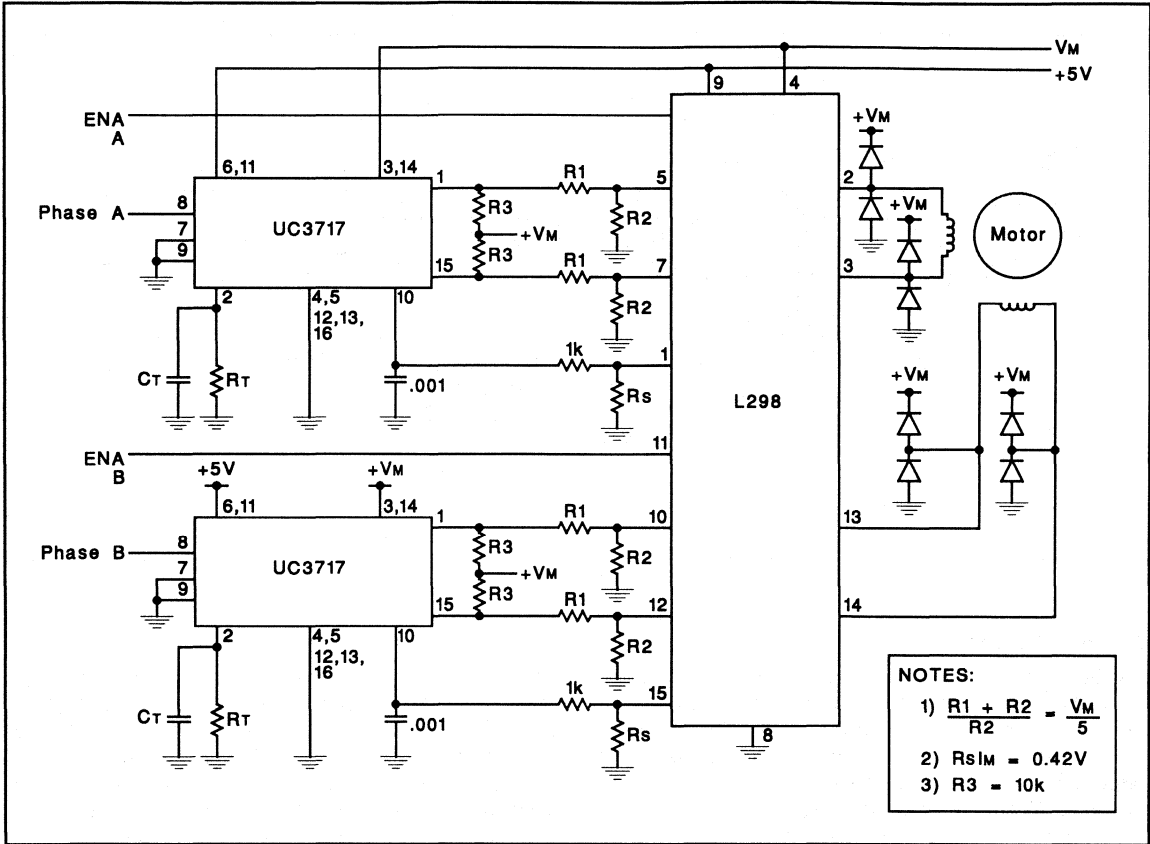 VM
+5V
9
4
ENA
A
+VM
6,11
3,14
1
R1
5
2
8
Phase A
R3
R2
+VM
7
UC3717
+VM
Motor
9
R3
15
R1
7
3
2
4,5
10
12,13,
16
R2
1k
1
CT
RT
.001
Rs
+VM
+VM
L298
11
ENA
B
+5V
+VM
6,11
3,14
1
R1
10
13
8
Phase B
R3
R2
7
UC3717
+VM
9
R3
15
R1
12
14
2
4,5
10
12,13,
16
R2
1k
15
CT
RT
.001
Rs
8
NOTES:
1) R1 + R2 / R2 = VM / 5
2) RsIM = 0.42V
3) R3 = 10k